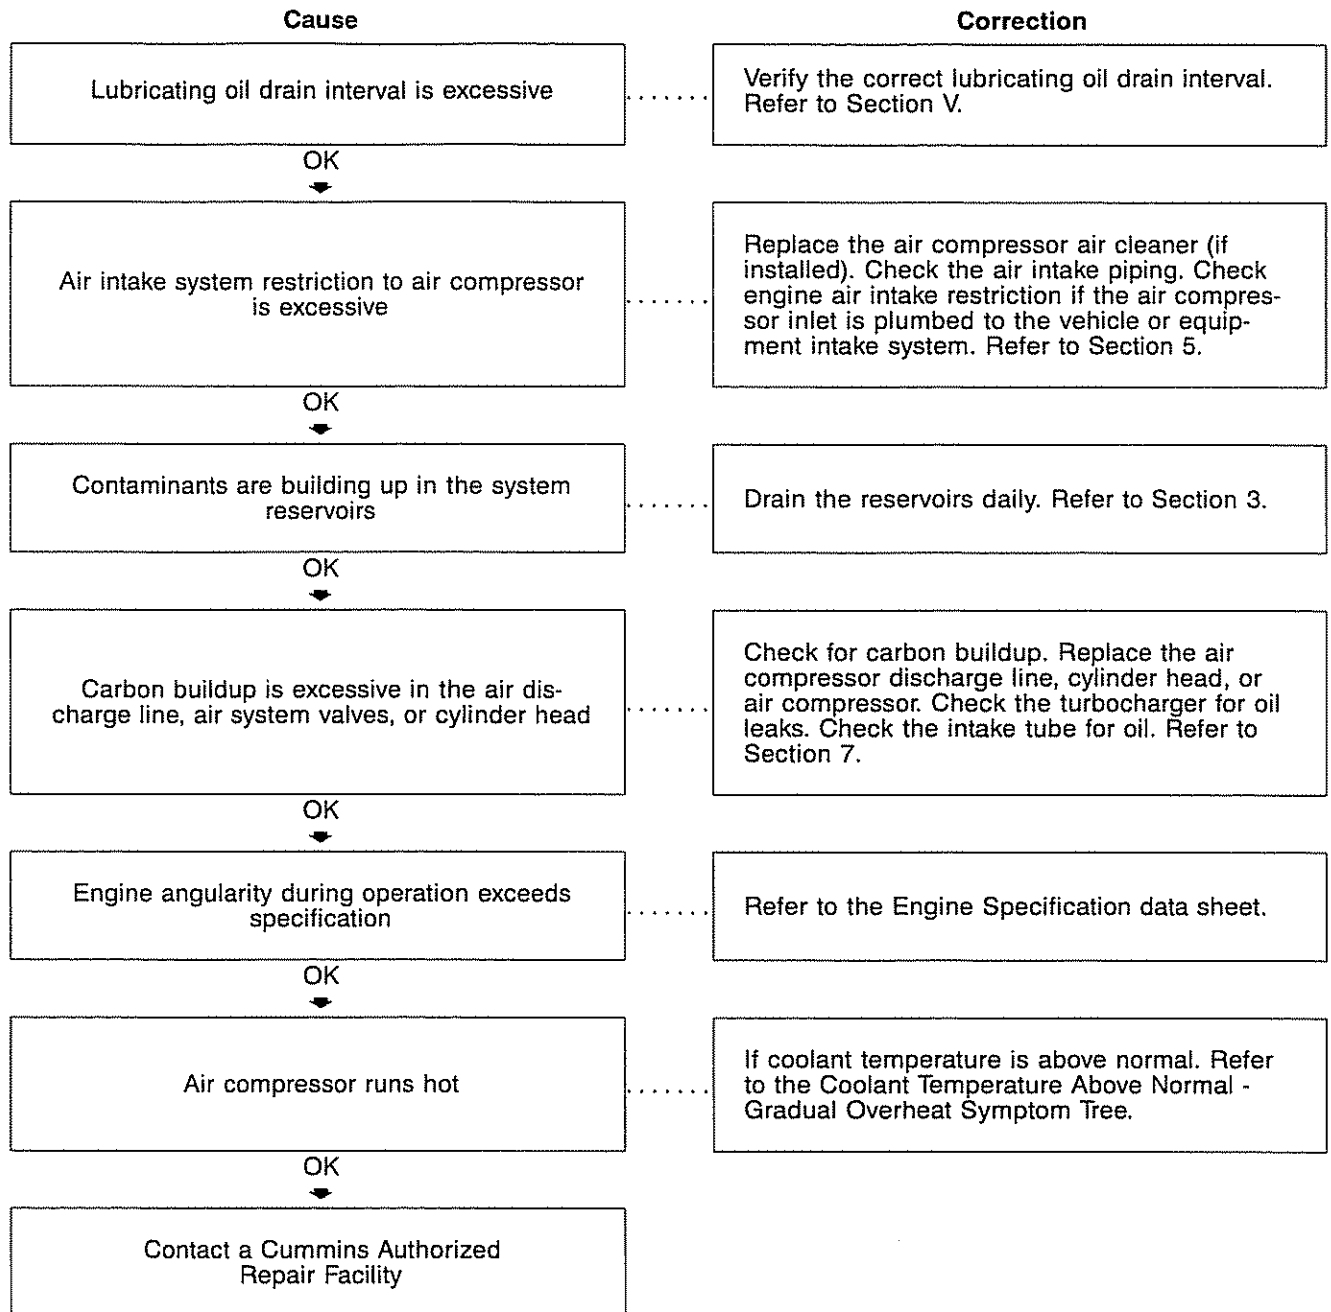 Cause
Correction
Lubricating oil drain interval is excessive
Verify the correct lubricating oil drain interval.
Refer to Section V.
OK
Air intake system restriction to air compressor
is excessive
Replace the air compressor air cleaner (if
installed). Check the air intake piping. Check
engine air intake restriction if the air compres-
sor inlet is plumbed to the vehicle or equip-
ment intake system. Refer to Section 5.
OK
Contaminants are building up in the system
reservoirs
Drain the reservoirs daily. Refer to Section 3.
OK
Carbon buildup is excessive in the air dis-
charge line, air system valves, or cylinder head
Check for carbon buildup. Replace the air
compressor discharge line, cylinder head, or
air compressor. Check the turbocharger for oil
leaks. Check the intake tube for oil. Refer to
Section 7.
OK
Engine angularity during operation exceeds
specification
Refer to the Engine Specification data sheet.
OK
Air compressor runs hot
If coolant temperature is above normal. Refer
to the Coolant Temperature Above Normal -
Gradual Overheat Symptom Tree.
OK
Contact a Cummins Authorized
Repair Facility